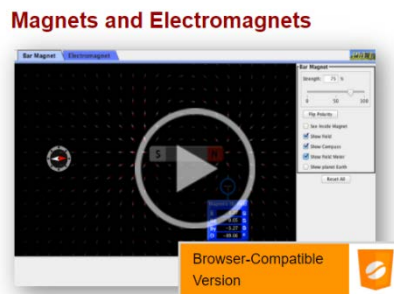 Magnets and Electromagnets
Bar Magnet
Electromagnet
Bar Magnet
Strength: 75 %
0 50 100
Flip Polarity
See Inside Magnet
Show Field
Show Compass
Show Field Meter
Show planet Earth
Reset All
S
N
Browser-Compatible
Version